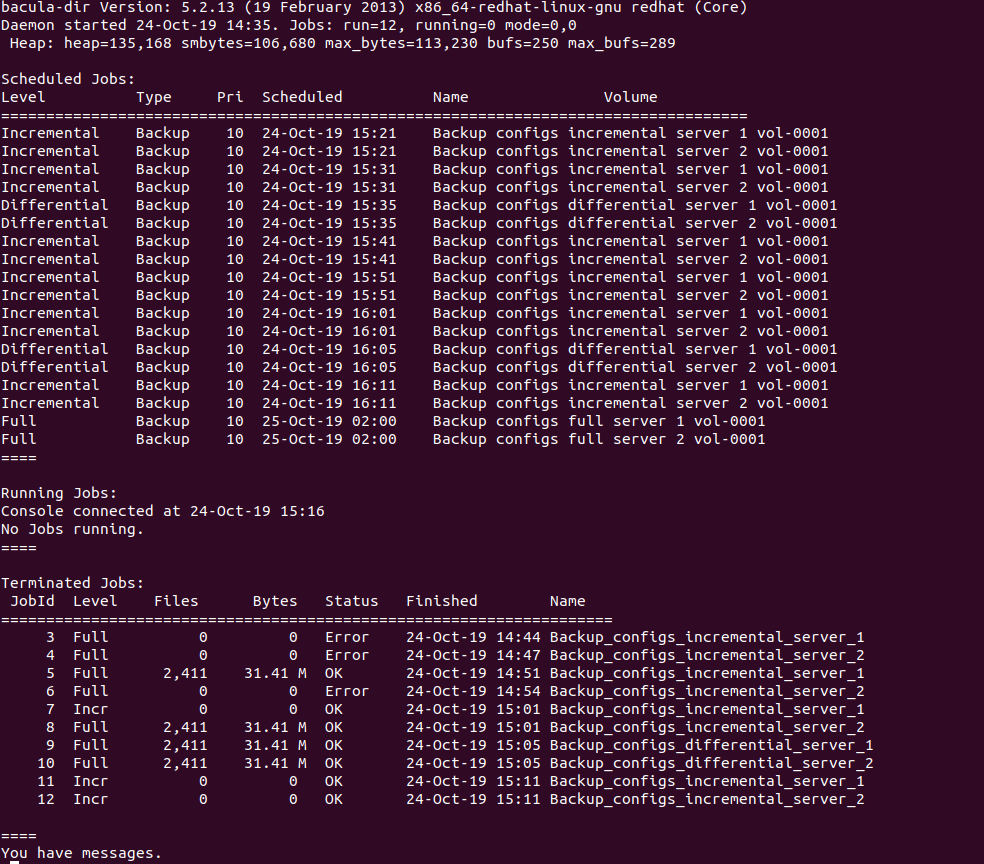 bacula-dir Version: 5.2.13 (19 February 2013) x86_64-redhat-linux-gnu redhat (Core)
Daemon started 24-Oct-19 14:35. Jobs: run=12, running=0 mode=0,0
 Heap: heap=135,168 smbytes=106,680 max_bytes=113,230 bufs=250 max_bufs=289

Scheduled Jobs:
Level          Type     Pri  Scheduled          Name               Volume
===================================================================================
Incremental    Backup    10  24-Oct-19 15:21    Backup configs incremental server 1 vol-0001
Incremental    Backup    10  24-Oct-19 15:21    Backup configs incremental server 2 vol-0001
Incremental    Backup    10  24-Oct-19 15:31    Backup configs incremental server 1 vol-0001
Incremental    Backup    10  24-Oct-19 15:31    Backup configs incremental server 2 vol-0001
Differential   Backup    10  24-Oct-19 15:35    Backup configs differential server 1 vol-0001
Differential   Backup    10  24-Oct-19 15:35    Backup configs differential server 2 vol-0001
Incremental    Backup    10  24-Oct-19 15:41    Backup configs incremental server 1 vol-0001
Incremental    Backup    10  24-Oct-19 15:41    Backup configs incremental server 2 vol-0001
Incremental    Backup    10  24-Oct-19 15:51    Backup configs incremental server 1 vol-0001
Incremental    Backup    10  24-Oct-19 15:51    Backup configs incremental server 2 vol-0001
Incremental    Backup    10  24-Oct-19 16:01    Backup configs incremental server 1 vol-0001
Incremental    Backup    10  24-Oct-19 16:01    Backup configs incremental server 2 vol-0001
Differential   Backup    10  24-Oct-19 16:05    Backup configs differential server 1 vol-0001
Differential   Backup    10  24-Oct-19 16:05    Backup configs differential server 2 vol-0001
Incremental    Backup    10  24-Oct-19 16:11    Backup configs incremental server 1 vol-0001
Incremental    Backup    10  24-Oct-19 16:11    Backup configs incremental server 2 vol-0001
Full           Backup    10  25-Oct-19 02:00    Backup configs full server 1 vol-0001
Full           Backup    10  25-Oct-19 02:00    Backup configs full server 2 vol-0001
====

Running Jobs:
Console connected at 24-Oct-19 15:16
No Jobs running.
====

Terminated Jobs:
 JobId  Level    Files      Bytes   Status   Finished        Name
====================================================================
     3  Full          0         0   Error    24-Oct-19 14:44 Backup_configs_incremental_server_1
     4  Full          0         0   Error    24-Oct-19 14:47 Backup_configs_incremental_server_2
     5  Full      2,411    31.41 M  OK       24-Oct-19 14:51 Backup_configs_incremental_server_1
     6  Full          0         0   Error    24-Oct-19 14:54 Backup_configs_incremental_server_2
     7  Incr          0         0   OK       24-Oct-19 15:01 Backup_configs_incremental_server_1
     8  Full      2,411    31.41 M  OK       24-Oct-19 15:01 Backup_configs_incremental_server_2
     9  Full      2,411    31.41 M  OK       24-Oct-19 15:05 Backup_configs_differential_server_1
    10  Full      2,411    31.41 M  OK       24-Oct-19 15:05 Backup_configs_differential_server_2
    11  Incr          0         0   OK       24-Oct-19 15:11 Backup_configs_incremental_server_1
    12  Incr          0         0   OK       24-Oct-19 15:11 Backup_configs_incremental_server_2

====
You have messages.